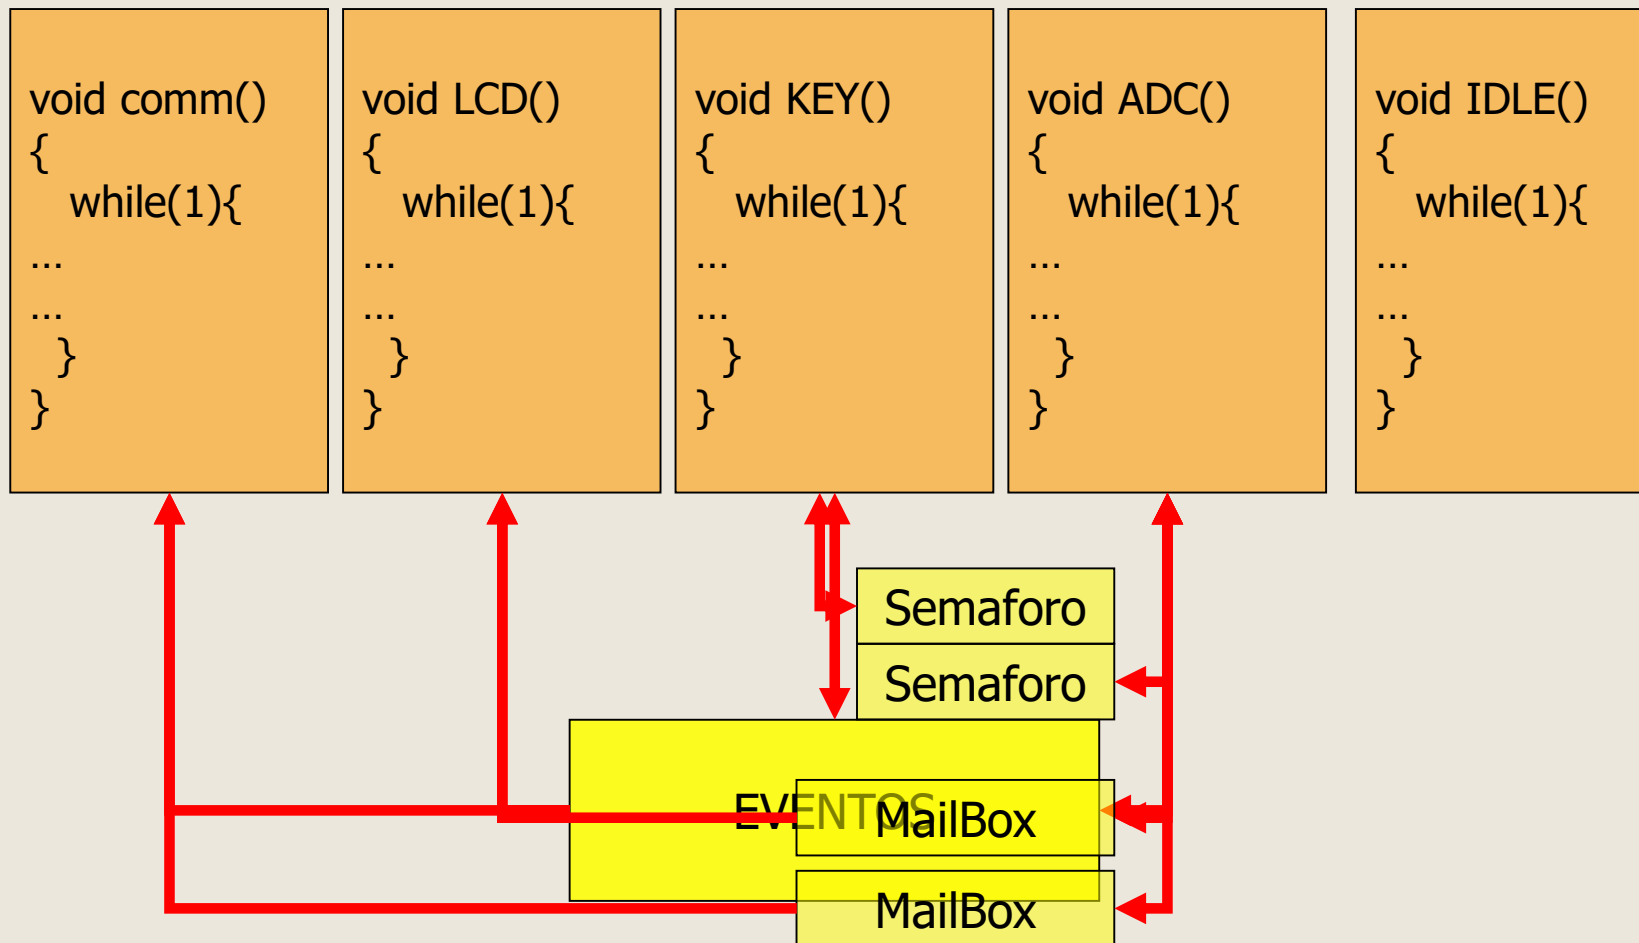 void comm()
{
while(1){
...
...
}
}
void LCD()
{
while(1){
...
...
}
}
void KEY()
{
while(1){
...
...
}
}
void ADC()
{
while(1){
...
...
}
}
void IDLE()
{
while(1){
...
...
}
}
Semaforo
Semaforo
EVENTOS
MailBox
MailBox